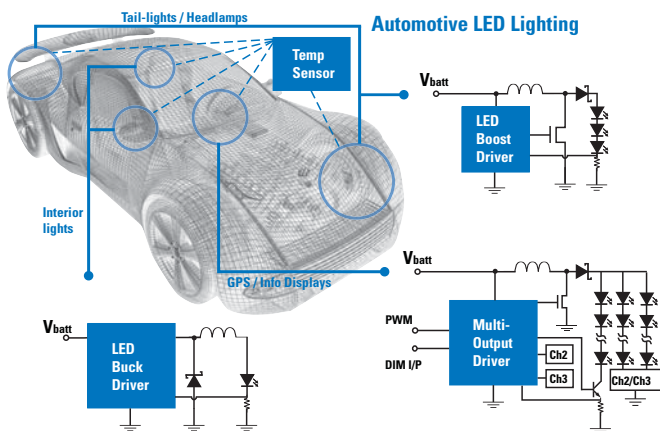 Tail-lights / Headlamps
Automotive LED Lighting
Temp
Sensor
Vbatt
LED
Boost
Driver
Interior
lights
GPS / Info Displays
Vbatt
PWM
DIM I/P
Multi-
Output
Driver
Ch2
Ch3
Ch2/Ch3
Vbatt
LED
Buck
Driver